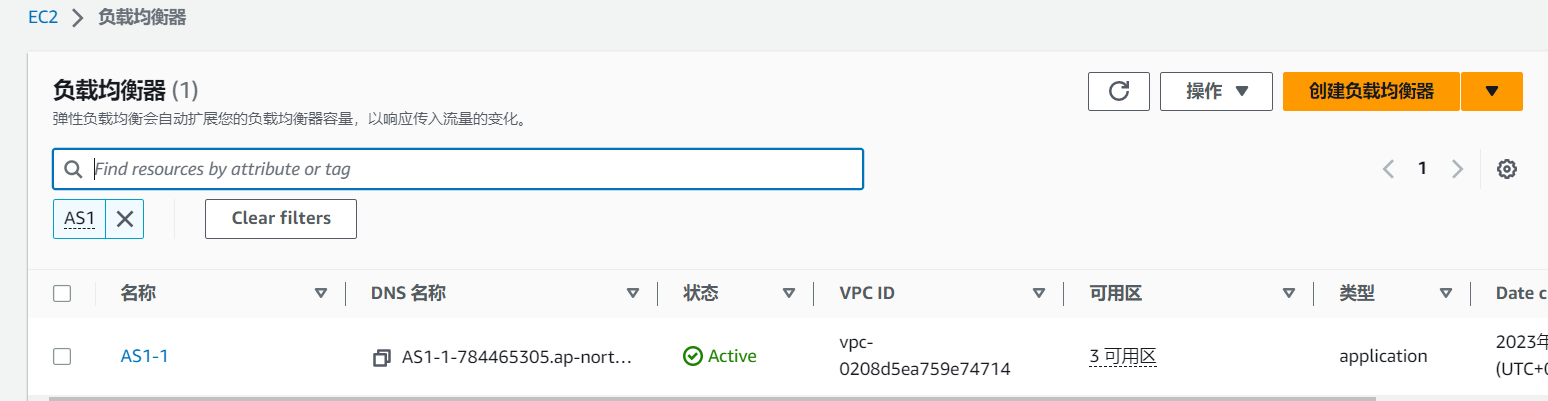 EC2 > 负载均衡器
负载均衡器 (1)
操作
创建负载均衡器
弹性负载均衡会自动扩展您的负载均衡器容量，以响应传入流量的变化。
Find resources by attribute or tag
1
AS1
Clear filters
名称 DNS 名称 状态 VPC ID 可用区 类型 Date c
AS1-1 AS1-1-784465305.ap-nort... Active vpc-0208d5ea759e74714 3 可用区 application 2023年
(UTC+0